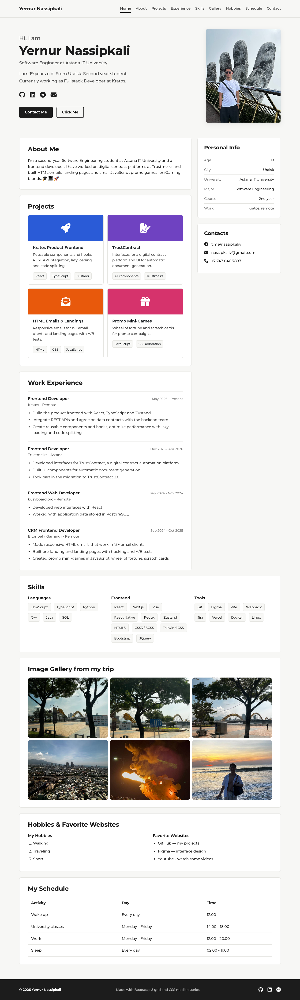 Yernur Nassipkali
Home About Projects Experience Skills Gallery Hobbies Schedule Contact
Hi, i am
Yernur Nassipkali
Software Engineer at Astana IT University
I am 19 years old. From Uralsk. Second year student.
Currently working as Fullstack Developer at Kratos.
Contact Me Click Me
About Me
I'm a second-year Software Engineering student at Astana IT University and a
frontend developer. I have worked on digital contract platforms at Trustme.kz and
built HTML emails, landing pages and small JavaScript promo games for iGaming
brands. 🎓 💻 🚀
Personal Info
Age 19
City Uralsk
University Astana IT University
Major Software Engineering
Course 2nd year
Work Kratos, remote
Contacts
t.me/nassipkaliv
nassipkaliv@gmail.com
+7 747 046 7897
Projects
Kratos Product Frontend
Reusable components and hooks,
REST API integration, lazy loading
and code splitting.
React TypeScript Zustand
TrustContract
Interfaces for a digital contract
platform and UI for automatic
document generation.
UI components Trustme.kz
HTML Emails & Landings
Responsive emails for 15+ email
clients and landing pages with A/B
tests.
HTML CSS JavaScript
Promo Mini-Games
Wheel of fortune and scratch cards
for promo campaigns.
JavaScript CSS animation
Work Experience
Frontend Developer May 2026 - Present
Kratos - Remote
• Build the product frontend with React, TypeScript and Zustand
• Integrate REST APIs and agree on data contracts with the backend team
• Create reusable components and hooks, optimize performance with lazy
loading and code splitting
Frontend Developer Dec 2025 - Apr 2026
Trustme.kz - Astana
• Developed interfaces for TrustContract, a digital contract automation platform
• Built UI components for automatic document generation
• Took part in the migration to TrustContract 2.0
Frontend Web Developer Sep 2024 - Nov 2024
busyboard.pro - Remote
• Developed web interfaces with React
• Worked with application data stored in PostgreSQL
CRM Frontend Developer Sep 2024 - Oct 2025
Bitonbet (iGaming) - Remote
• Made responsive HTML emails that work in 15+ email clients
• Built pre-landing and landing pages with tracking and A/B tests
• Created promo mini-games in JavaScript: wheel of fortune, scratch cards
Skills
Languages
JavaScript TypeScript Python
C++ Java SQL
Frontend
React Next.js Vue
React Native Redux Zustand
HTML5 CSS3 / SCSS Tailwind CSS
Bootstrap JQuery
Tools
Git Figma Vite Webpack
Jira Vercel Docker Linux
Image Gallery from my trip
Hobbies & Favorite Websites
My Hobbies
1. Walking
2. Traveling
3. Sport
Favorite Websites
• GitHub — my projects
• Figma — interface design
• Youtube - watch some videos
My Schedule
Activity Day Time
Wake up Every day 12:00
University classes Monday - Friday 14:00 - 18:00
Work Monday - Friday 12:00 - 20:00
Sleep Every day 02:00 - 11:00
© 2026 Yernur Nassipkali Made with Bootstrap 5 grid and CSS media queries